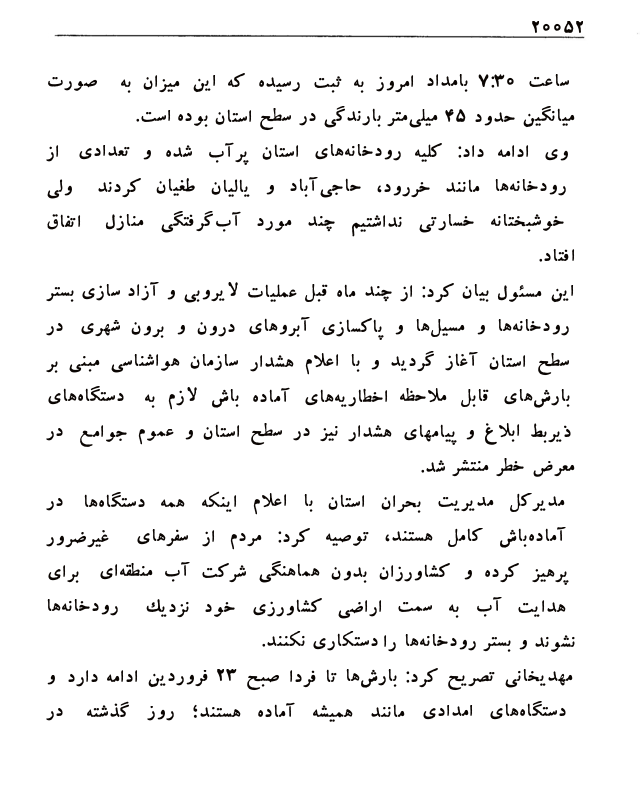 ۲۰۰۵۲
ساعت ۷:۳۰ بامداد امروز به ثبت رسیده که این میزان به صورت
میانگین حدود ۴۵ میلی‌متر بارندگی در سطح استان بوده است.
وی ادامه داد: کلیه رودخانه‌های استان پرآب شده و تعدادی از
رودخانه‌ها مانند خررود، حاجی‌آباد و یالیان طغیان کردند ولی
خوشبختانه خسارتی نداشتیم چند مورد آب‌گرفتگی منازل اتفاق
افتاد.
این مسئول بیان کرد: از چند ماه قبل عملیات لایروبی و آزاد سازی بستر
رودخانه‌ها و مسیل‌ها و پاکسازی آبروهای درون و برون شهری در
سطح استان آغاز گردید و با اعلام هشدار سازمان هواشناسی مبنی بر
بارش‌های قابل ملاحظه اخطاریه‌های آماده باش لازم به دستگاه‌های
ذیربط ابلاغ و پیامهای هشدار نیز در سطح استان و عموم جوامع در
معرض خطر منتشر شد.
مدیرکل مدیریت بحران استان با اعلام اینکه همه دستگاه‌ها در
آماده‌باش کامل هستند، توصیه کرد: مردم از سفرهای غیرضرور
پرهیز کرده و کشاورزان بدون هماهنگی شرکت آب منطقه‌ای برای
هدایت آب به سمت اراضی کشاورزی خود نزدیك رودخانه‌ها
نشوند و بستر رودخانه‌ها را دستکاری نکنند.
مهدیخانی تصریح کرد: بارش‌ها تا فردا صبح ۲۳ فروردین ادامه دارد و
دستگاه‌های امدادی مانند همیشه آماده هستند؛ روز گذشته در